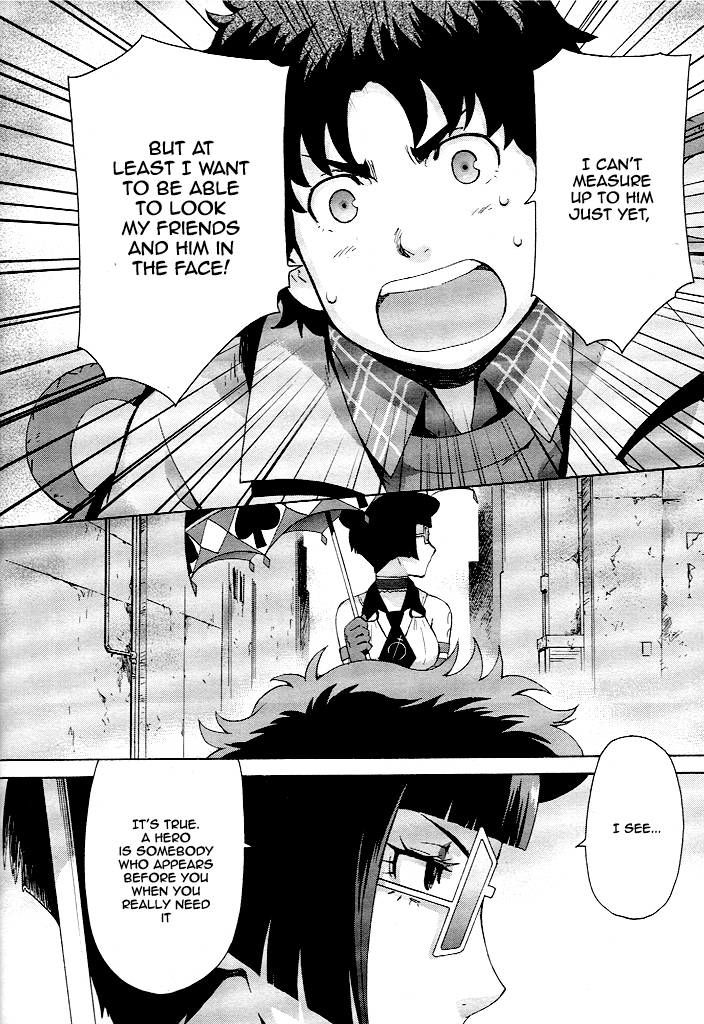 I CAN'T
MEASURE
UP TO HIM
JUST YET,
BUT AT
LEAST I WANT
TO BE ABLE
TO LOOK
MY FRIENDS
AND HIM IN
THE FACE!
I SEE...
IT'S TRUE.
A HERO
IS SOMEBODY
WHO APPEARS
BEFORE YOU
WHEN YOU
REALLY NEED
IT